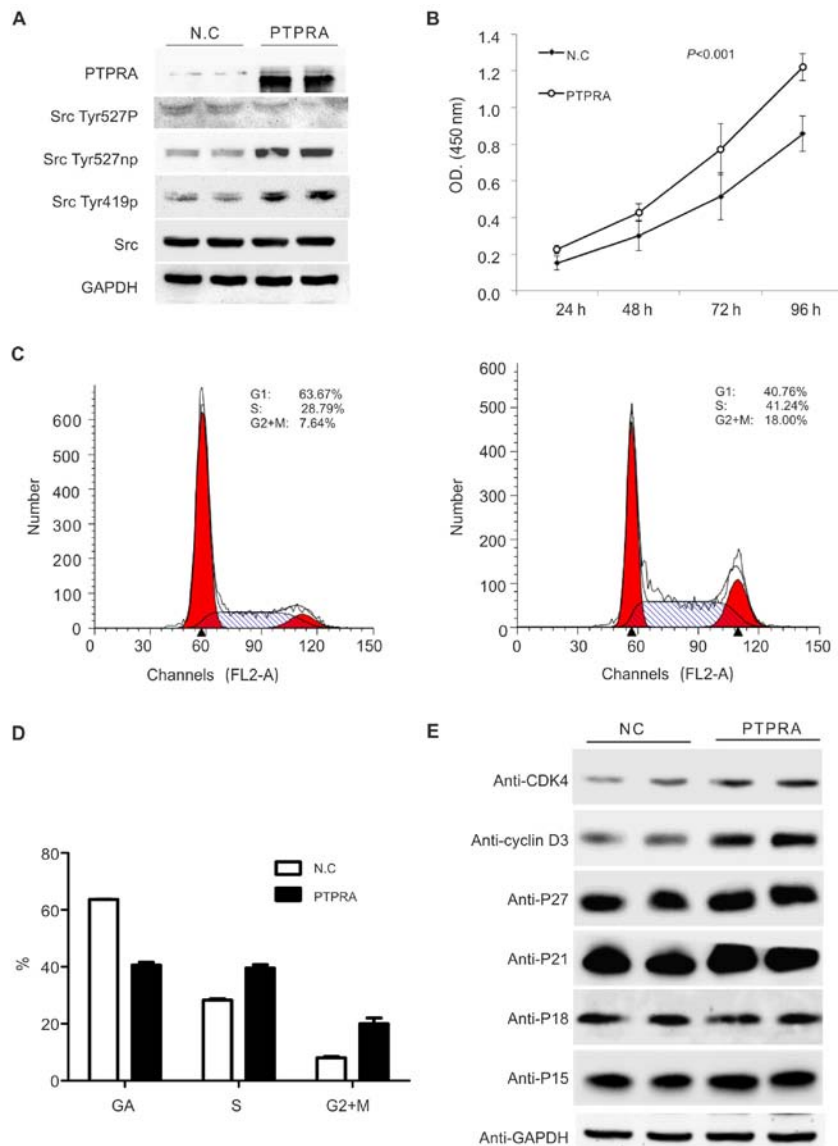 A
N.C PTPRA
PTPRA
Src Tyr527P
Src Tyr527np
Src Tyr419p
Src
GAPDH
B
1.4
1.2
1.0
0.8
0.6
0.4
0.2
0.0
OD. (450 nm)
N.C
PTPRA
P<0.001
24 h 48 h 72 h 96 h
C
600
500
400
300
200
100
0
Number
G1: 63.67%
S: 28.79%
G2+M: 7.64%
0 30 60 90 120 150
Channels (FL2-A)
500
400
300
200
100
0
Number
G1: 40.76%
S: 41.24%
G2+M: 18.00%
0 30 60 90 120 150
Channels (FL2-A)
D
80
60
40
20
0
%
N.C
PTPRA
GA S G2+M
E
NC PTPRA
Anti-CDK4
Anti-cyclin D3
Anti-P27
Anti-P21
Anti-P18
Anti-P15
Anti-GAPDH